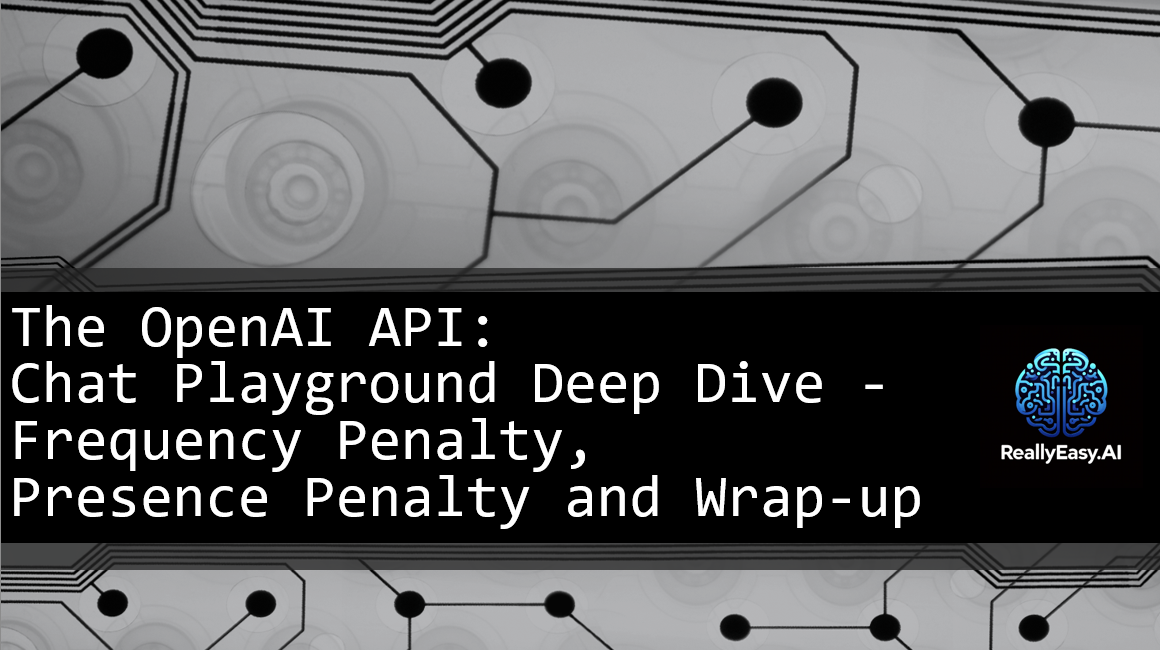 The OpenAI API:
Chat Playground Deep Dive -
Frequency Penalty,
Presence Penalty and Wrap-up
ReallyEasy.AI